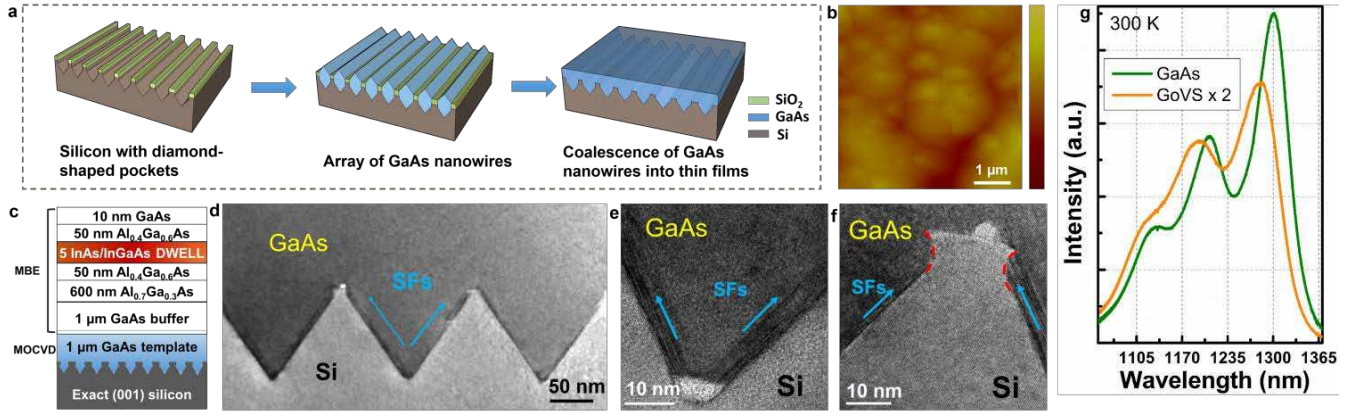 a
Silicon with diamond-
shaped pockets
Array of GaAs nanowires
Coalescence of GaAs
nanowires into thin films
SiO₂
GaAs
Si
b
1 µm
c
MBE
MOCVD
10 nm GaAs
50 nm Al₀.₄Ga₀.₆As
5 InAs/InGaAs DWELL
50 nm Al₀.₄Ga₀.₆As
600 nm Al₀.₇Ga₀.₃As
1 µm GaAs buffer
1 µm GaAs template
Exact (001) silicon
d
GaAs
SFs
Si
50 nm
e
GaAs
SFs
Si
10 nm
f
GaAs
SFs
Si
10 nm
g
300 K
GaAs
GoVS x 2
Intensity (a.u.)
1105 1170 1235 1300 1365
Wavelength (nm)